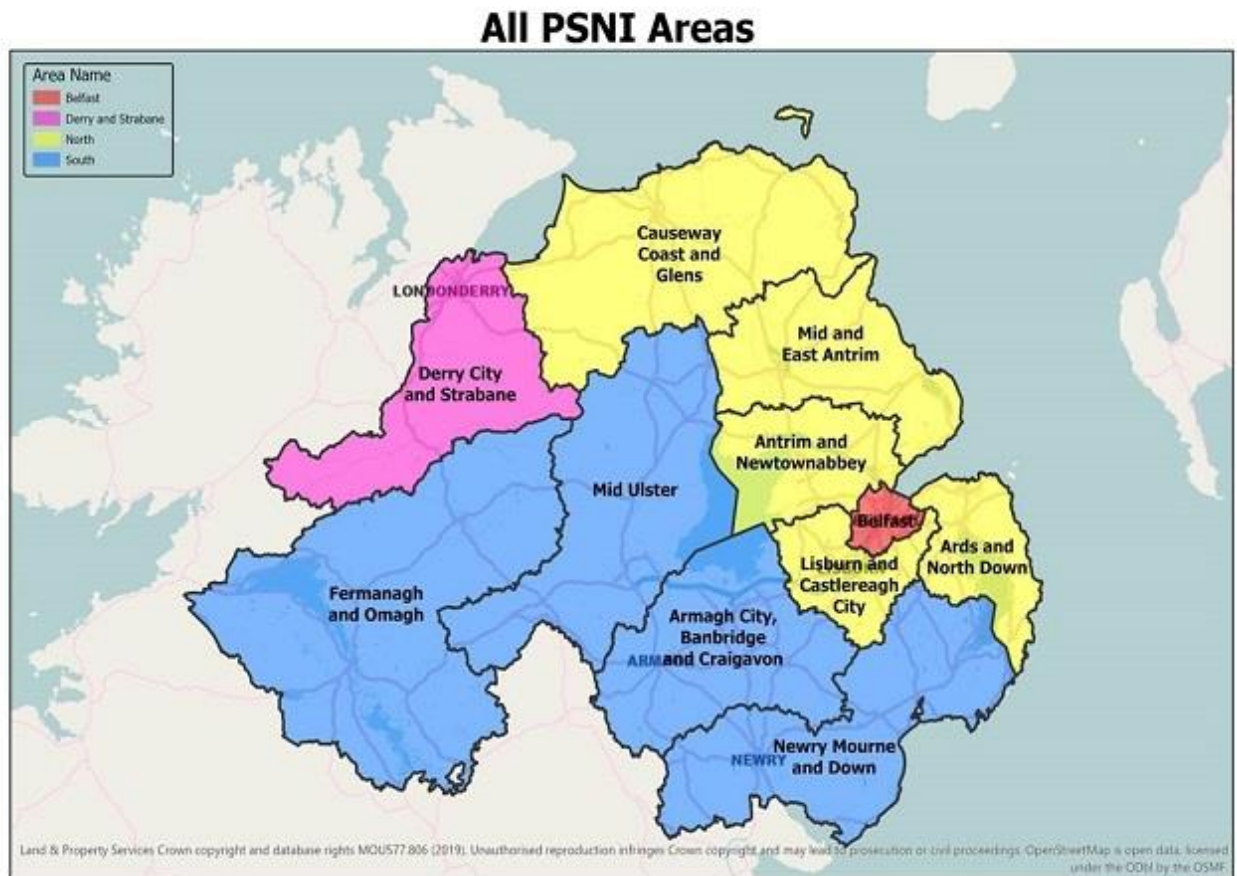 All PSNI Areas
Area Name
Belfast
Derry and Strabane
North
South
Causeway
Coast and
Glens
LONDONDERRY
Mid and
East Antrim
Derry City
and Strabane
Antrim and
Newtownabbey
Mid Ulster
Belfast
Ards and
North Down
Lisburn and
Castlereagh
City
Fermanagh
and Omagh
Armagh City,
Banbridge
and Craigavon
ARMAGH
Newry Mourne
and Down
NEWRY
Land & Property Services Crown copyright and database rights MOU577.806 (2019). Unauthorised reproduction infringes Crown copyright and may lead to prosecution or civil proceedings. OpenStreetMap is open data, licensed
under the ODbl by the OSMF.